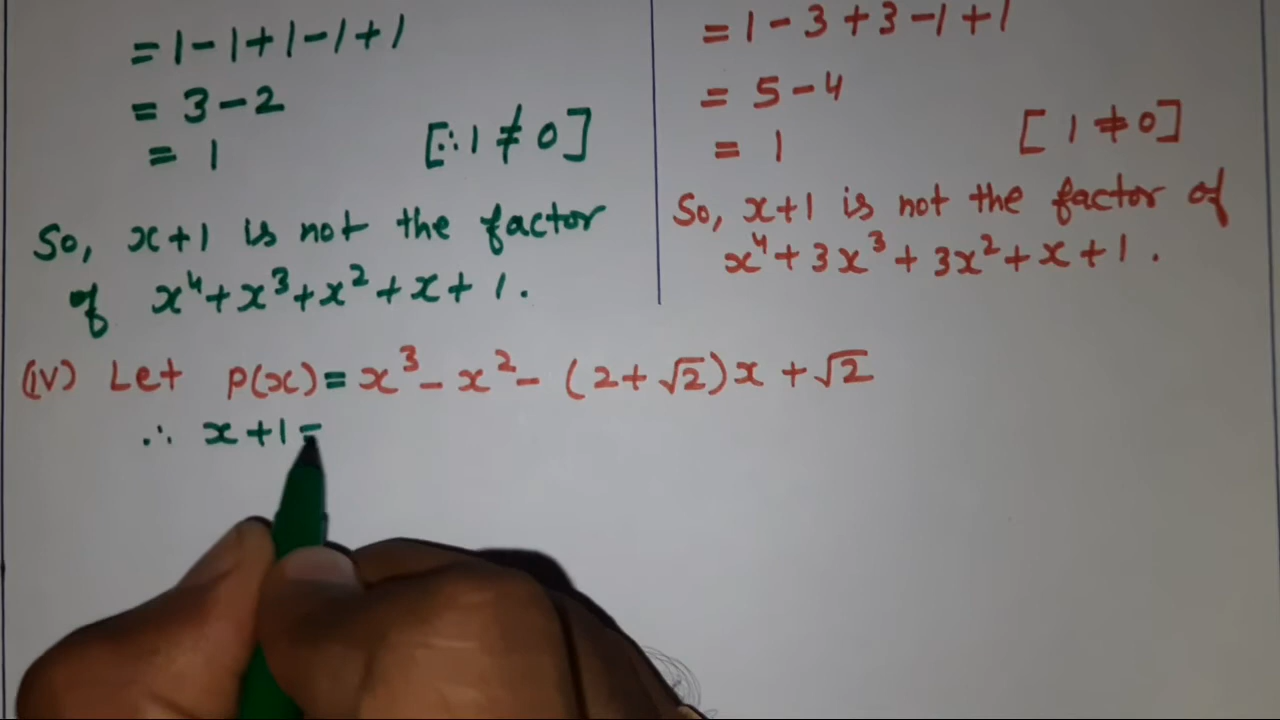 = 1 - 1 + 1 - 1 + 1
= 3 - 2
= 1 [∴ 1 ≠ 0]
So, x+1 is not the factor
of x⁴ + x³ + x² + x + 1.
= 1 - 3 + 3 - 1 + 1
= 5 - 4
= 1 [1 ≠ 0]
So, x+1 is not the factor of
x⁴ + 3x³ + 3x² + x + 1.
(iv) Let p(x) = x³ - x² - (2+√2)x + √2
∴ x+1 =